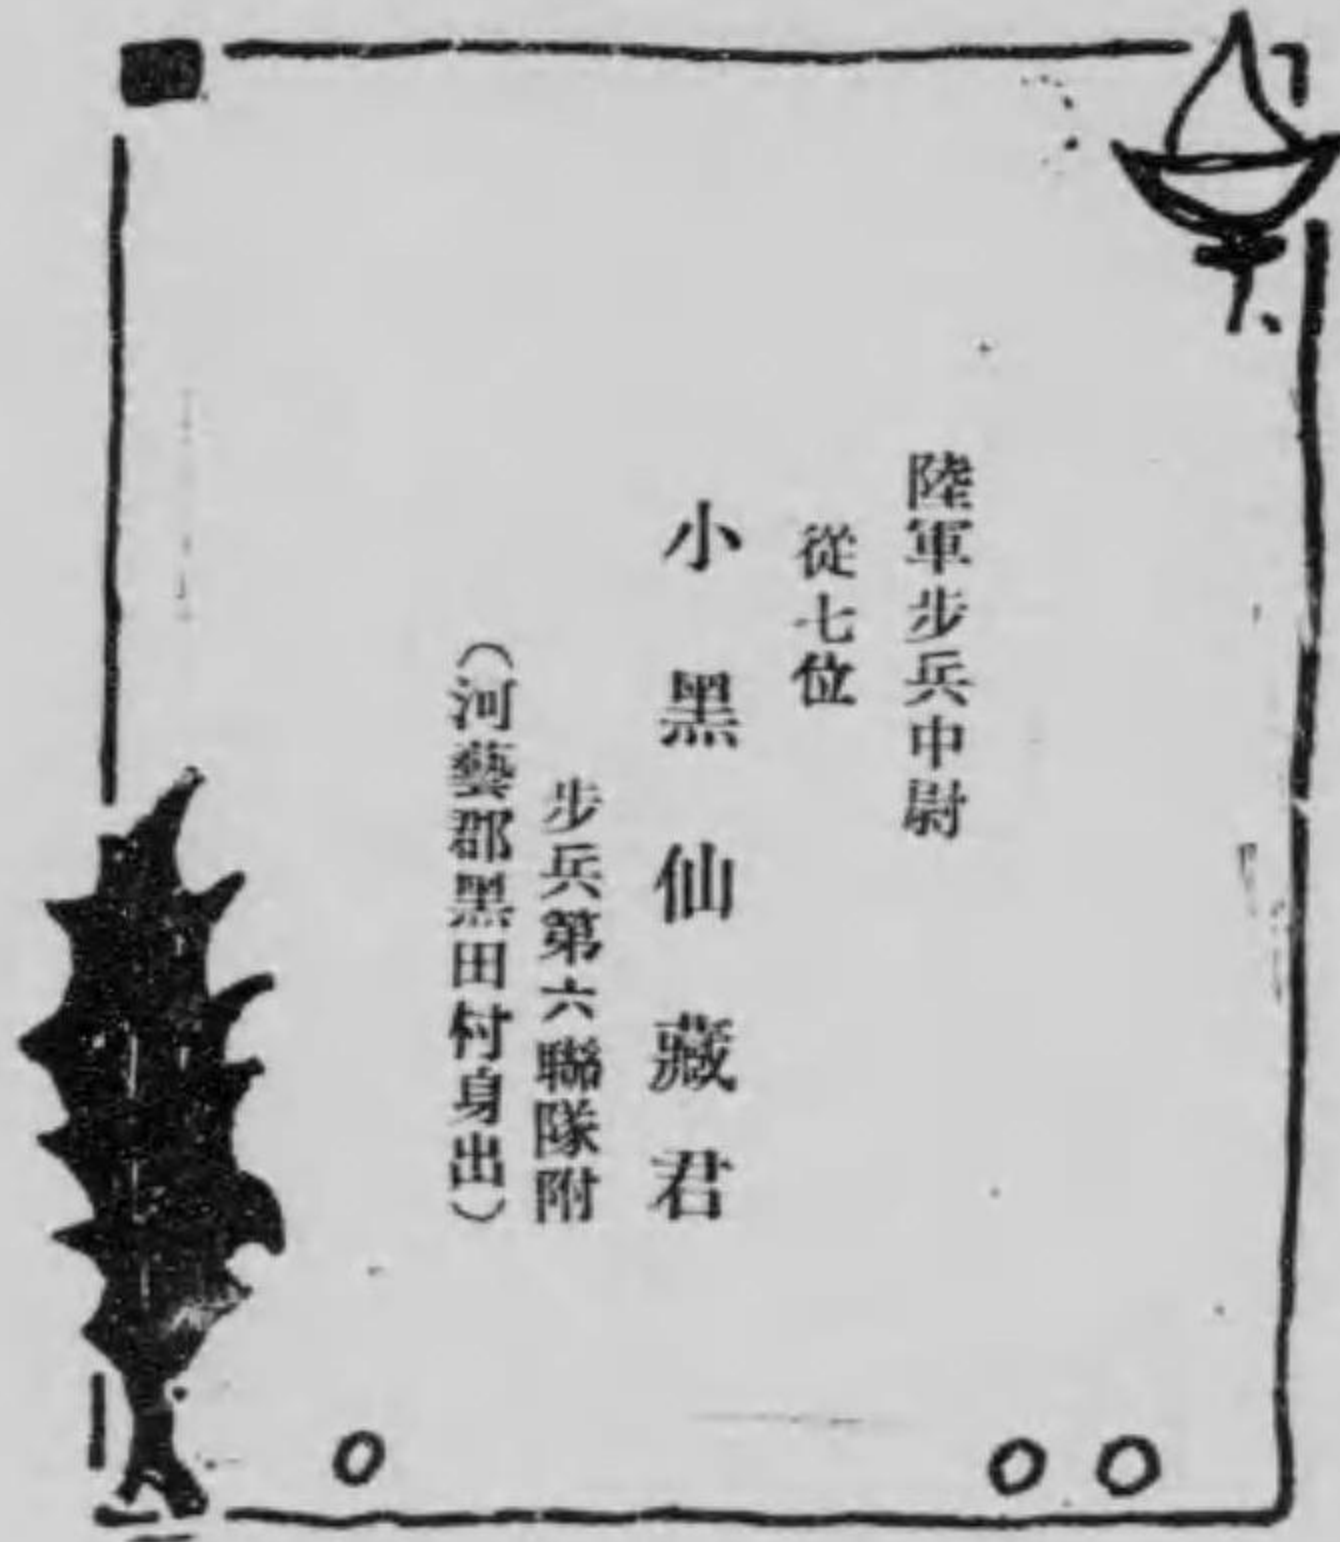 陸軍步兵中尉
從七位
小黑仙藏君
步兵第六聯隊附
（河藝郡黑田村身出）